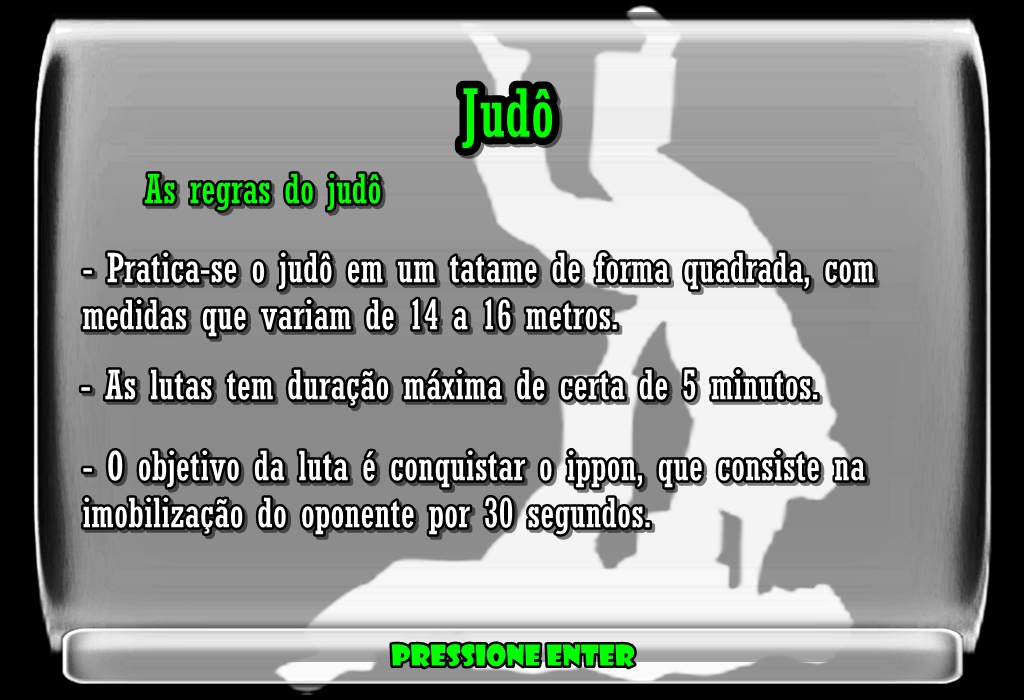 Judô
As regras do judô
- Pratica-se o judô em um tatame de forma quadrada, com
medidas que variam de 14 a 16 metros.
- As lutas tem duração máxima de certa de 5 minutos.
- O objetivo da luta é conquistar o ippon, que consiste na
imobilização do oponente por 30 segundos.
PRESSIONE ENTER